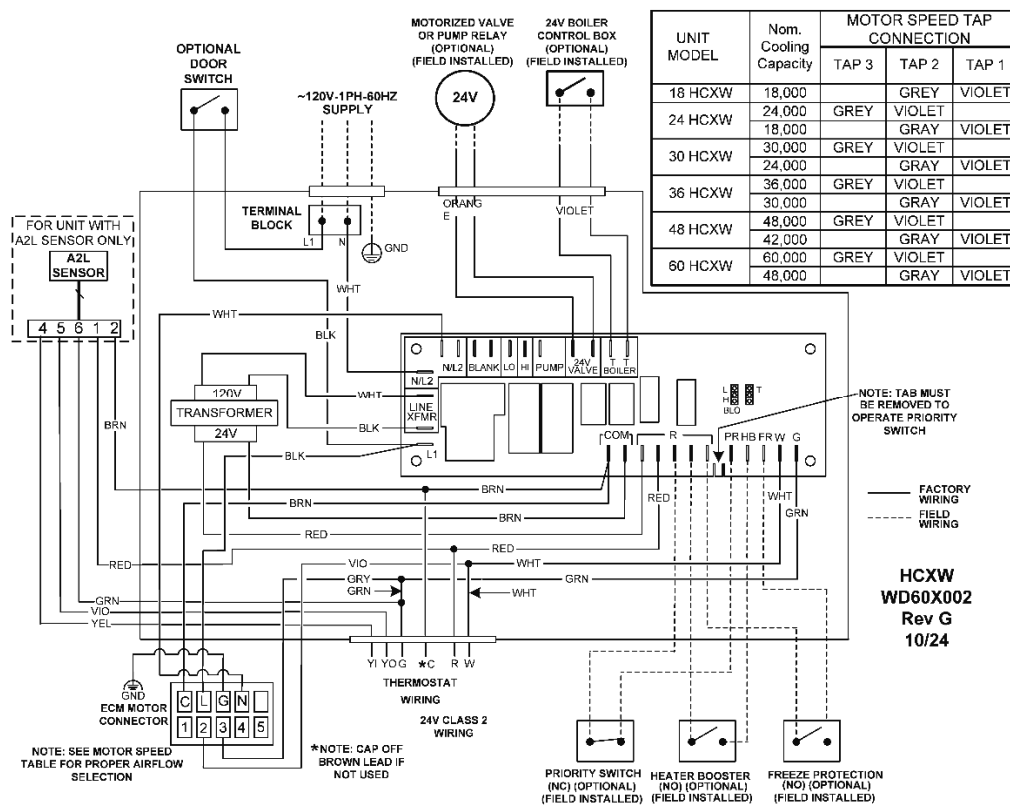 OPTIONAL
DOOR
SWITCH
~120V-1PH-60HZ
SUPPLY
MOTORIZED VALVE
OR PUMP RELAY
(OPTIONAL)
(FIELD INSTALLED)
24V
24V BOILER
CONTROL BOX
(OPTIONAL)
(FIELD INSTALLED)
UNIT MODEL Nom. Cooling Capacity MOTOR SPEED TAP CONNECTION
TAP 3 TAP 2 TAP 1
18 HCXW 18,000 GREY VIOLET
24 HCXW 24,000 GREY VIOLET
18,000 GRAY VIOLET
30 HCXW 30,000 GREY VIOLET
24,000 GRAY VIOLET
36 HCXW 36,000 GREY VIOLET
30,000 GRAY VIOLET
48 HCXW 48,000 GREY VIOLET
42,000 GRAY VIOLET
60 HCXW 60,000 GREY VIOLET
48,000 GRAY VIOLET
FOR UNIT WITH
A2L SENSOR ONLY
A2L
SENSOR
4 5 6 1 2
TERMINAL
BLOCK
L1 N
GND
ORANG
E
VIOLET
WHT
WHT
BLK
N/L2 BLANK LO HI PUMP 24V VALVE T T BOILER
N/L2
LINE
XFMR
L1
120V
TRANSFORMER
24V
WHT
BLK
BLK
BRN
L
H
BLO
T
NOTE: TAB MUST
BE REMOVED TO
OPERATE PRIORITY
SWITCH
COM R PR HB FR W G
BRN
BRN
BRN
RED
RED
WHT
GRN
RED
RED
VIO
WHT
GRY
GRN
GRN
WHT
GRN
VIO
YEL
FACTORY
WIRING
FIELD
WIRING
HCXW
WD60X002
Rev G
10/24
YI YO G *C R W
THERMOSTAT
WIRING
24V CLASS 2
WIRING
GND
ECM MOTOR
CONNECTOR
C L G N
1 2 3 4 5
NOTE: SEE MOTOR SPEED
TABLE FOR PROPER AIRFLOW
SELECTION
*NOTE: CAP OFF
BROWN LEAD IF
NOT USED
PRIORITY SWITCH
(NC) (OPTIONAL)
(FIELD INSTALLED)
HEATER BOOSTER
(NO) (OPTIONAL)
(FIELD INSTALLED)
FREEZE PROTECTION
(NO) (OPTIONAL)
(FIELD INSTALLED)